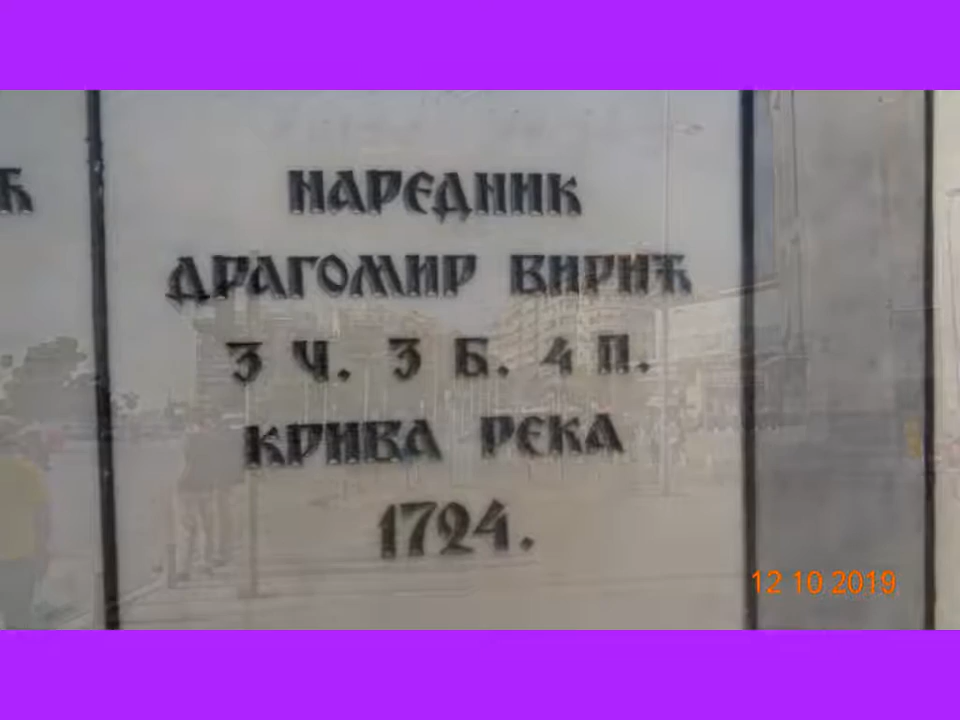 Ћ
НАРЕДНИК
ДРАГОМИР ВИРИЋ
3 Ч. 3 Б. 4 П.
КРИВА РЕКА
1724.
12 10 2019